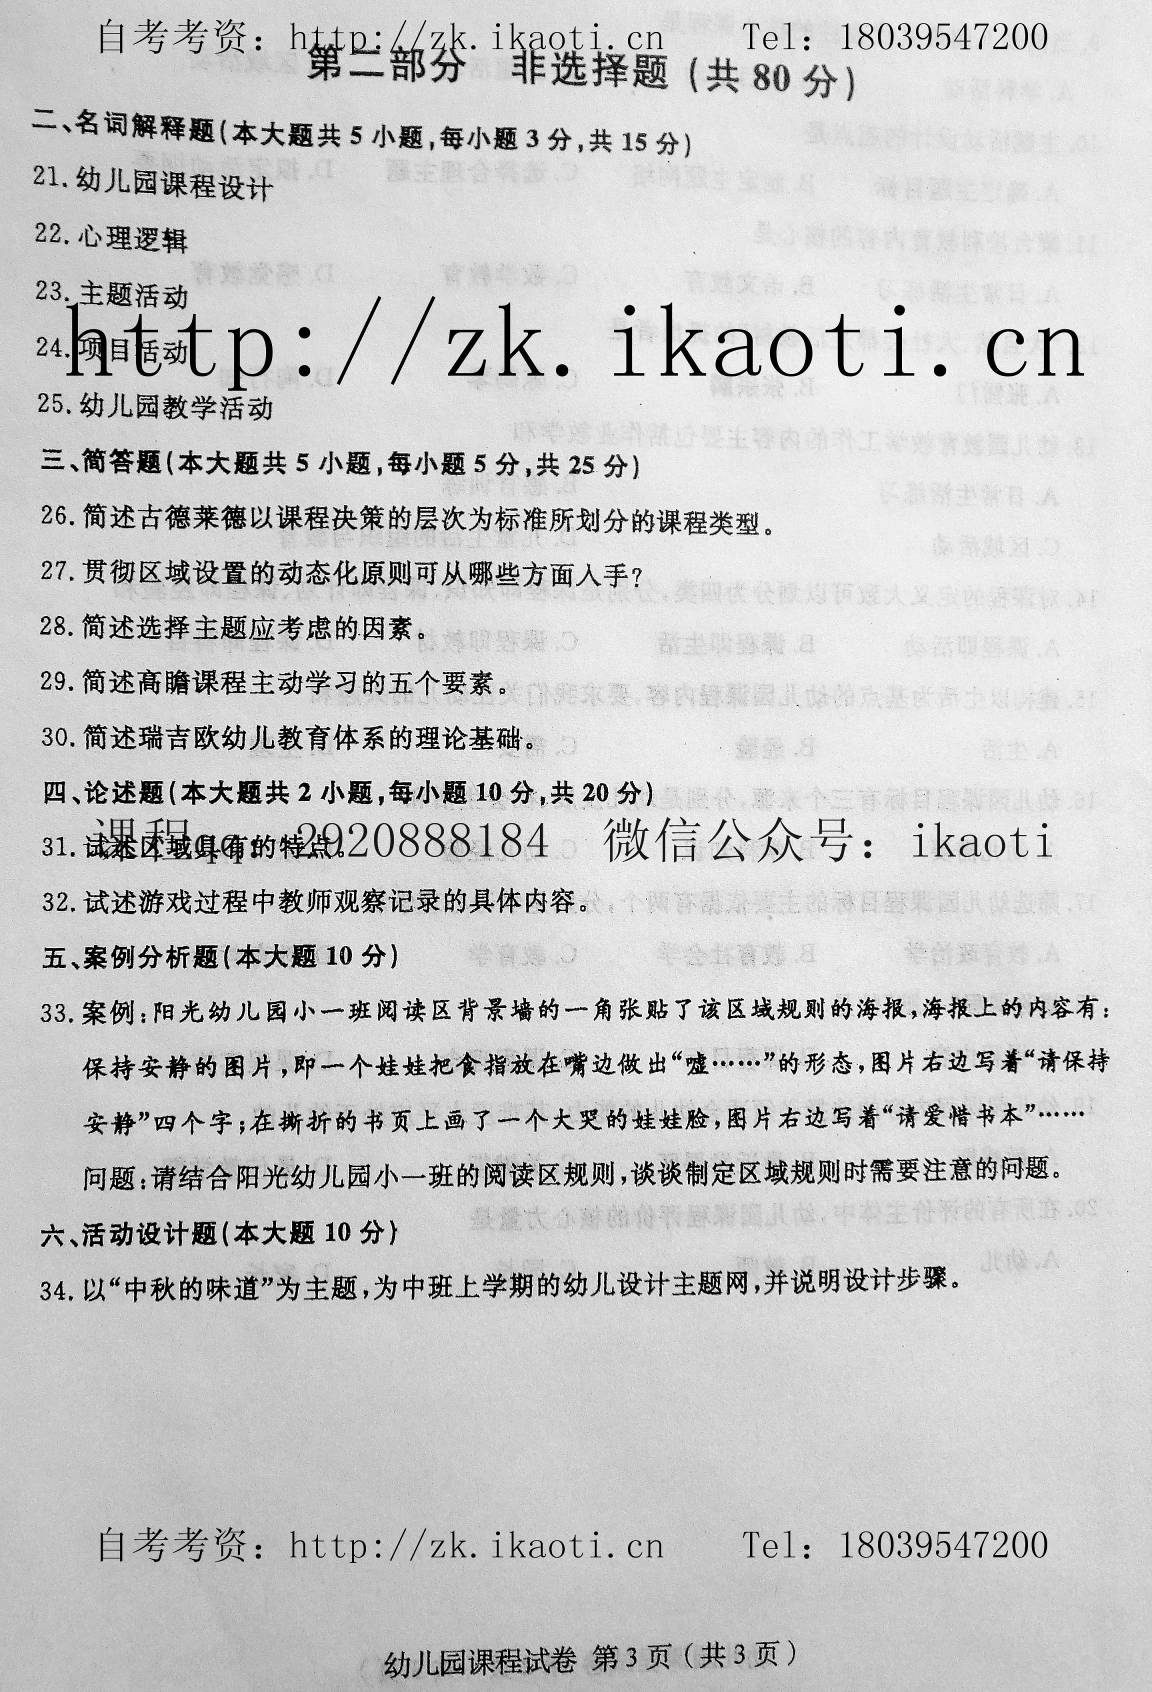 自考考资：http://zk.ikaoti.cn Tel：18039547200
第二部分 非选择题(共80分)
二、名词解释题(本大题共5小题,每小题3分,共15分)
21.幼儿园课程设计
22.心理逻辑
23.主题活动
http://zk.ikaoti.cn
24.项目活动
25.幼儿园教学活动
三、简答题(本大题共5小题,每小题5分,共25分)
26.简述古德莱德以课程决策的层次为标准所划分的课程类型。
27.贯彻区域设置的动态化原则可从哪些方面入手?
28.简述选择主题应考虑的因素。
29.简述高瞻课程主动学习的五个要素。
30.简述瑞吉欧幼儿教育体系的理论基础。
四、论述题(本大题共2小题,每小题10分,共20分)
课程QQ：2920888184 微信公众号：ikaoti
31.试述区域具有的特点。
32.试述游戏过程中教师观察记录的具体内容。
五、案例分析题(本大题10分)
33.案例:阳光幼儿园小一班阅读区背景墙的一角张贴了该区域规则的海报,海报上的内容有:
保持安静的图片,即一个娃娃把食指放在嘴边做出“嘘……”的形态,图片右边写着“请保持
安静”四个字;在撕折的书页上画了一个大哭的娃娃脸,图片右边写着“请爱惜书本”……
问题:请结合阳光幼儿园小一班的阅读区规则,谈谈制定区域规则时需要注意的问题。
六、活动设计题(本大题10分)
34.以“中秋的味道”为主题,为中班上学期的幼儿设计主题网,并说明设计步骤。
自考考资：http://zk.ikaoti.cn Tel：18039547200
幼儿园课程试卷 第3页(共3页)